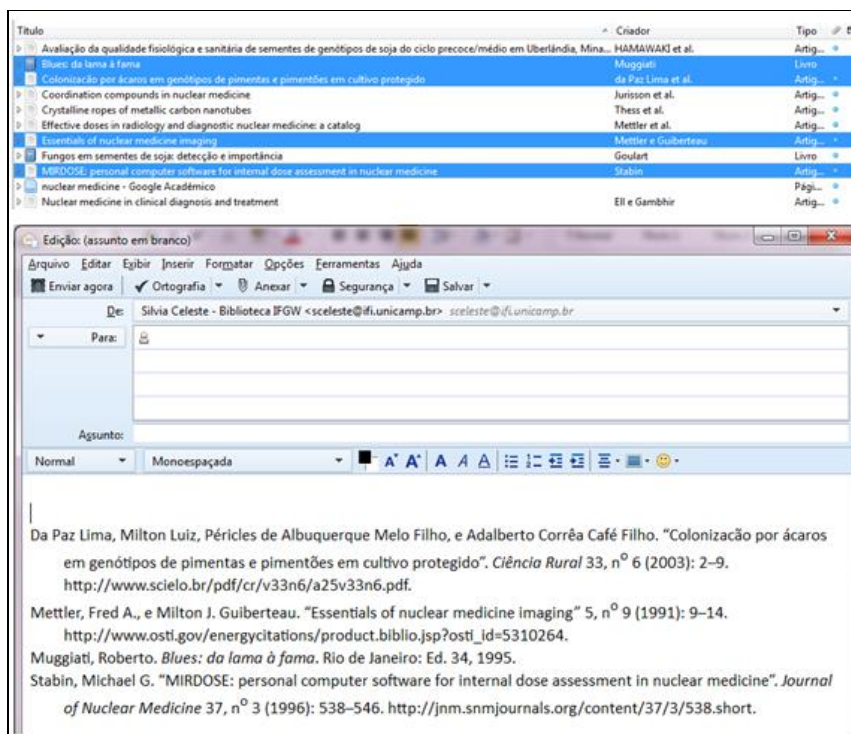 Título Criador Tipo
Avaliação da qualidade fisiológica e sanitária de sementes de genótipos de soja do ciclo precoce/médio em Uberlândia, Mina... HAMAWAKI et al. Artig...
Blues: da lama à fama Muggiati Livro
Colonizacão por ácaros em genótipos de pimentas e pimentões em cultivo protegido da Paz Lima et al. Artig...
Coordination compounds in nuclear medicine Jurisson et al. Artig...
Crystalline ropes of metallic carbon nanotubes Thess et al. Artig...
Effective doses in radiology and diagnostic nuclear medicine: a catalog Mettler et al. Artig...
Essentials of nuclear medicine imaging Mettler e Guiberteau Artig...
Fungos em sementes de soja: detecção e importância Goulart Livro
MIRDOSE: personal computer software for internal dose assessment in nuclear medicine Stabin Artig...
nuclear medicine - Google Acadêmico Pági...
Nuclear medicine in clinical diagnosis and treatment Ell e Gambhir Artig...
Edição: (assunto em branco)
Arquivo Editar Exibir Inserir Formatar Opções Ferramentas Ajuda
Enviar agora Ortografia Anexar Segurança Salvar
De: Silvia Celeste - Biblioteca IFGW <sceleste@ifi.unicamp.br> sceleste@ifi.unicamp.br
Para:
Assunto:
Normal Monoespaçada A A A A A
Da Paz Lima, Milton Luiz, Péricles de Albuquerque Melo Filho, e Adalberto Corrêa Café Filho. “Colonizacão por ácaros
em genótipos de pimentas e pimentões em cultivo protegido”. Ciência Rural 33, nº 6 (2003): 2–9.
http://www.scielo.br/pdf/cr/v33n6/a25v33n6.pdf.
Mettler, Fred A., e Milton J. Guiberteau. “Essentials of nuclear medicine imaging” 5, nº 9 (1991): 9–14.
http://www.osti.gov/energycitations/product.biblio.jsp?osti_id=5310264.
Muggiati, Roberto. Blues: da lama à fama. Rio de Janeiro: Ed. 34, 1995.
Stabin, Michael G. “MIRDOSE: personal computer software for internal dose assessment in nuclear medicine”. Journal
of Nuclear Medicine 37, nº 3 (1996): 538–546. http://jnm.snmjournals.org/content/37/3/538.short.